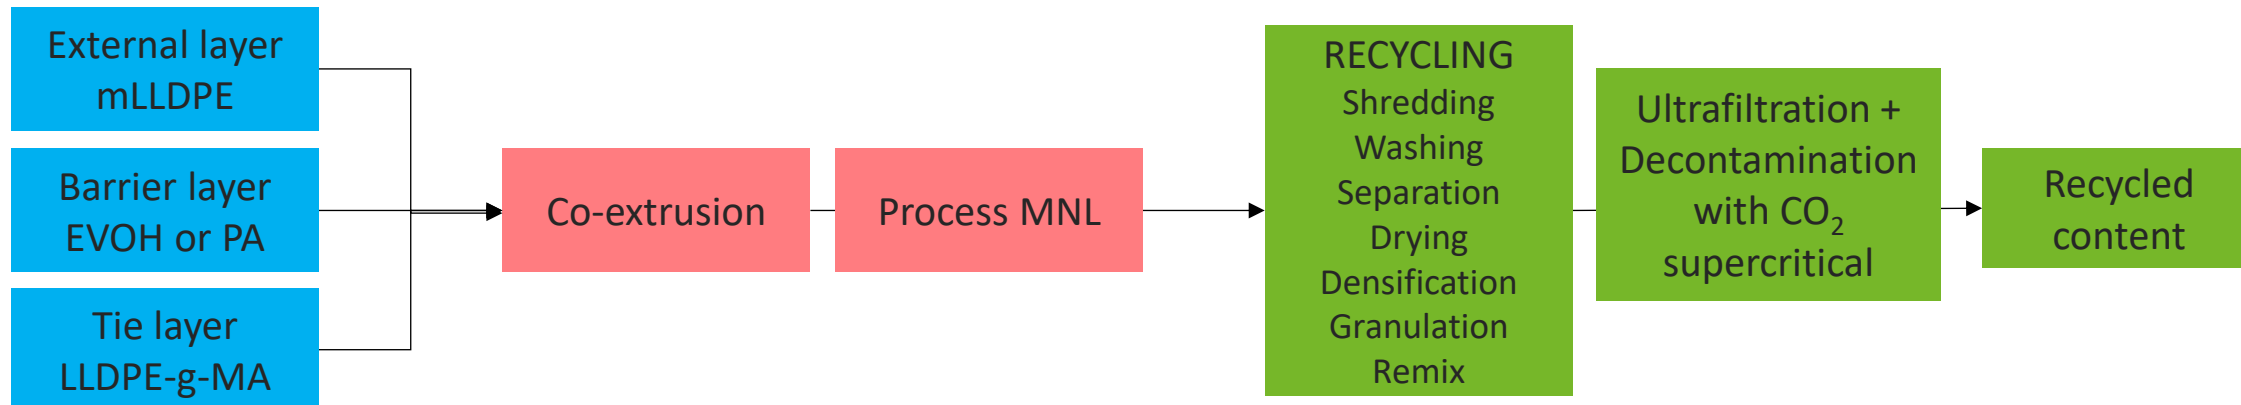 External layer
mLLDPE
Barrier layer
EVOH or PA
Tie layer
LLDPE-g-MA
Co-extrusion
Process MNL
RECYCLING
Shredding
Washing
Separation
Drying
Densification
Granulation
Remix
Ultrafiltration +
Decontamination
with CO₂
supercritical
Recycled
content